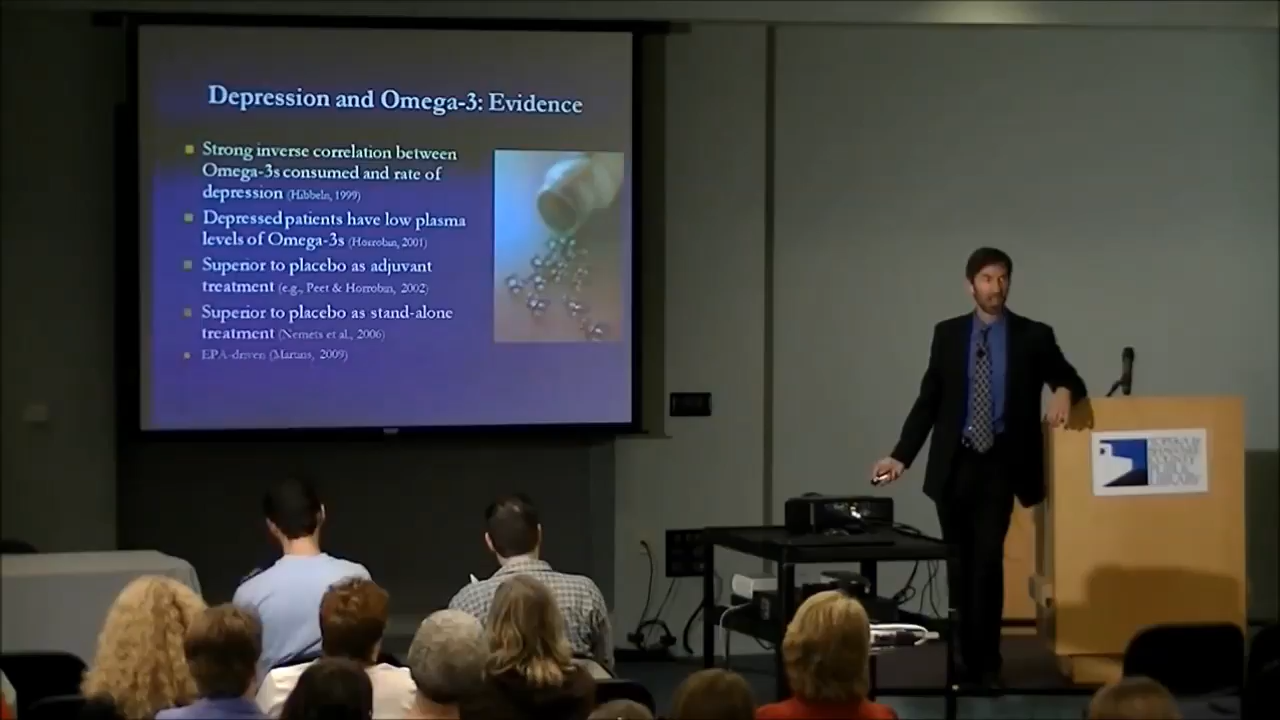 Depression and Omega-3: Evidence
Strong inverse correlation between
Omega-3s consumed and rate of
depression (Hibbeln, 1999)
Depressed patients have low plasma
levels of Omega-3s (Horrobin, 2001)
Superior to placebo as adjuvant
treatment (e.g., Peet & Horrobin, 2002)
Superior to placebo as stand-alone
treatment (Nemets et al., 2006)
EPA-driven (Martins, 2009)
PUBLIC
LIBRARY